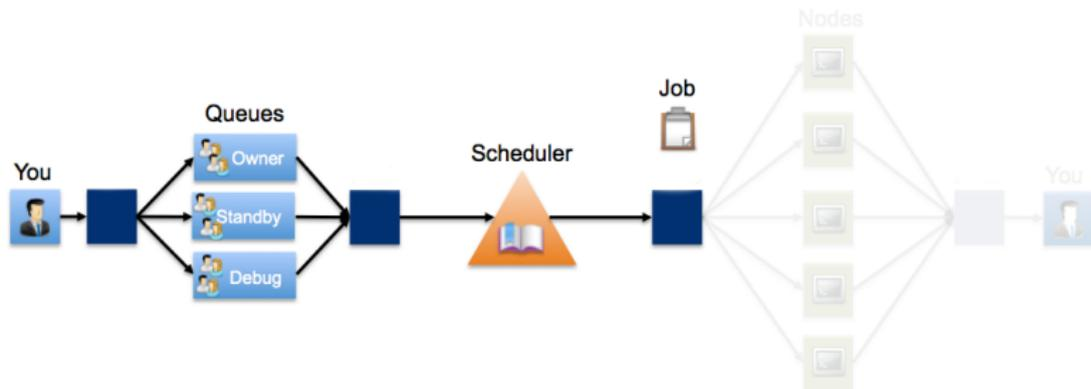 Nodes
Job
Queues
Owner
Scheduler
You
Standby
You
Debug